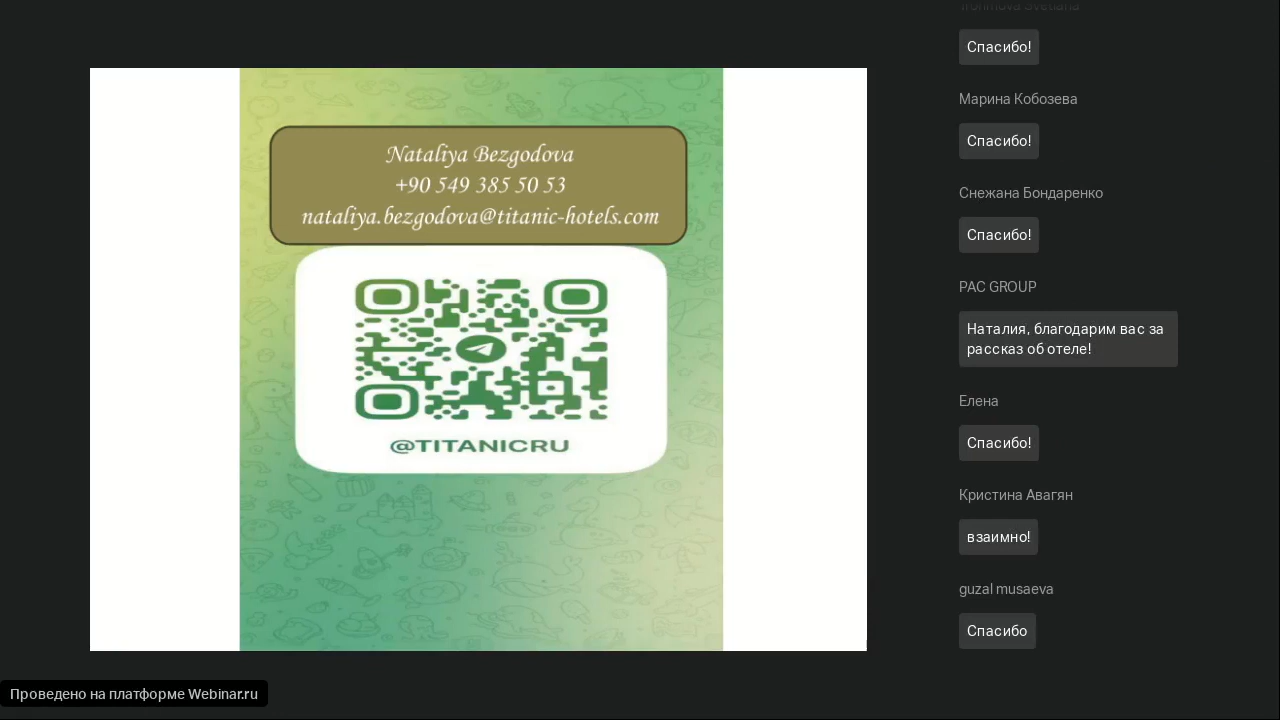 Nataliya Bezgodova
+90 549 385 50 53
nataliya.bezgodova@titanic-hotels.com
@TITANICRU
Спасибо!
Марина Кобозева
Спасибо!
Снежана Бондаренко
Спасибо!
PAC GROUP
Наталия, благодарим вас за
рассказ об отеле!
Елена
Спасибо!
Кристина Авагян
взаимно!
guzal musaeva
Спасибо
Проведено на платформе Webinar.ru